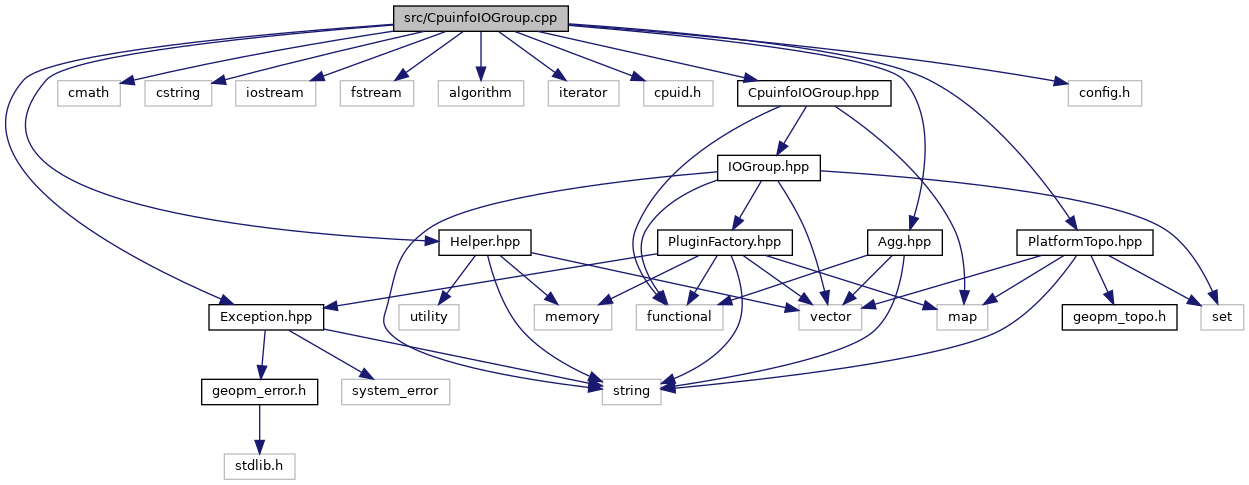 src/CpuinfoIOGroup.cpp
cmath
cstring
iostream
fstream
algorithm
iterator
cpuid.h
CpuinfoIOGroup.hpp
config.h
IOGroup.hpp
Helper.hpp
PluginFactory.hpp
Agg.hpp
PlatformTopo.hpp
Exception.hpp
utility
memory
functional
vector
map
geopm_topo.h
set
geopm_error.h
system_error
string
stdlib.h